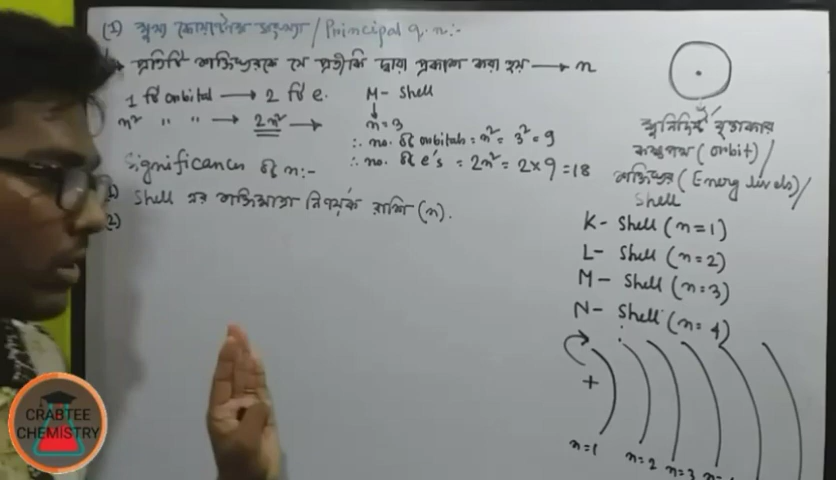 (1) মুখ্য কোয়ান্টাম সংখ্যা / Principal q.n:-
প্রতিটি শক্তিস্তরকে যে প্রতীক দ্বারা প্রকাশ করা হয় → n
1 টি orbital → 2 টি e.
n² " " → 2n² →
M - Shell
↓
n = 3
∴ no. of orbitals = n² = 3² = 9
∴ no. of e's = 2n² = 2 × 9 = 18
Significances of n:-
(1) Shell এর শক্তিমাত্রা নির্ণায়ক রাশি (n).
(2)
সুনির্দিষ্ট বৃত্তাকার
কক্ষপথ (orbit) /
শক্তিস্তর (Energy levels) /
Shell
K - Shell (n = 1)
L - Shell (n = 2)
M - Shell (n = 3)
N - Shell (n = 4)
+
n = 1
n = 2
n = 3
CRABTEE
CHEMISTRY